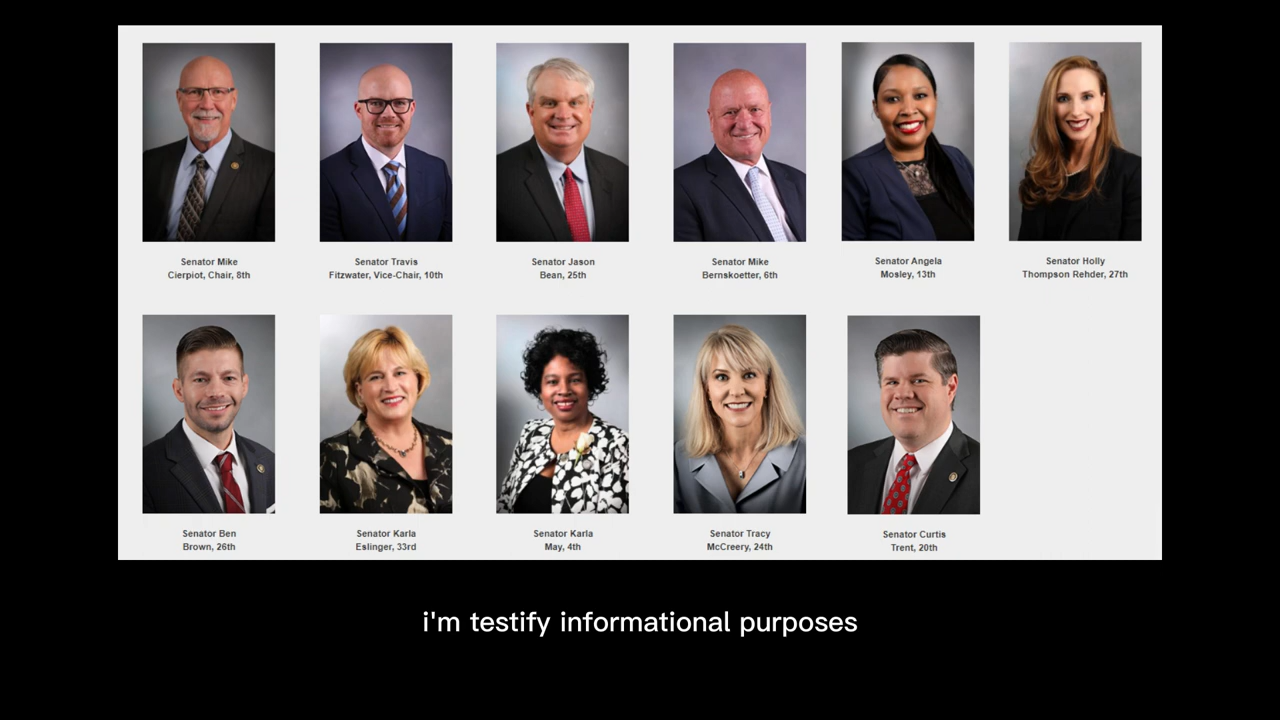 Senator Mike
Cierpiot, Chair, 8th
Senator Travis
Fitzwater, Vice-Chair, 10th
Senator Jason
Bean, 25th
Senator Mike
Bernskoetter, 6th
Senator Angela
Mosley, 13th
Senator Holly
Thompson Rehder, 27th
Senator Ben
Brown, 26th
Senator Karla
Eslinger, 33rd
Senator Karla
May, 4th
Senator Tracy
McCreery, 24th
Senator Curtis
Trent, 20th
i'm testify informational purposes